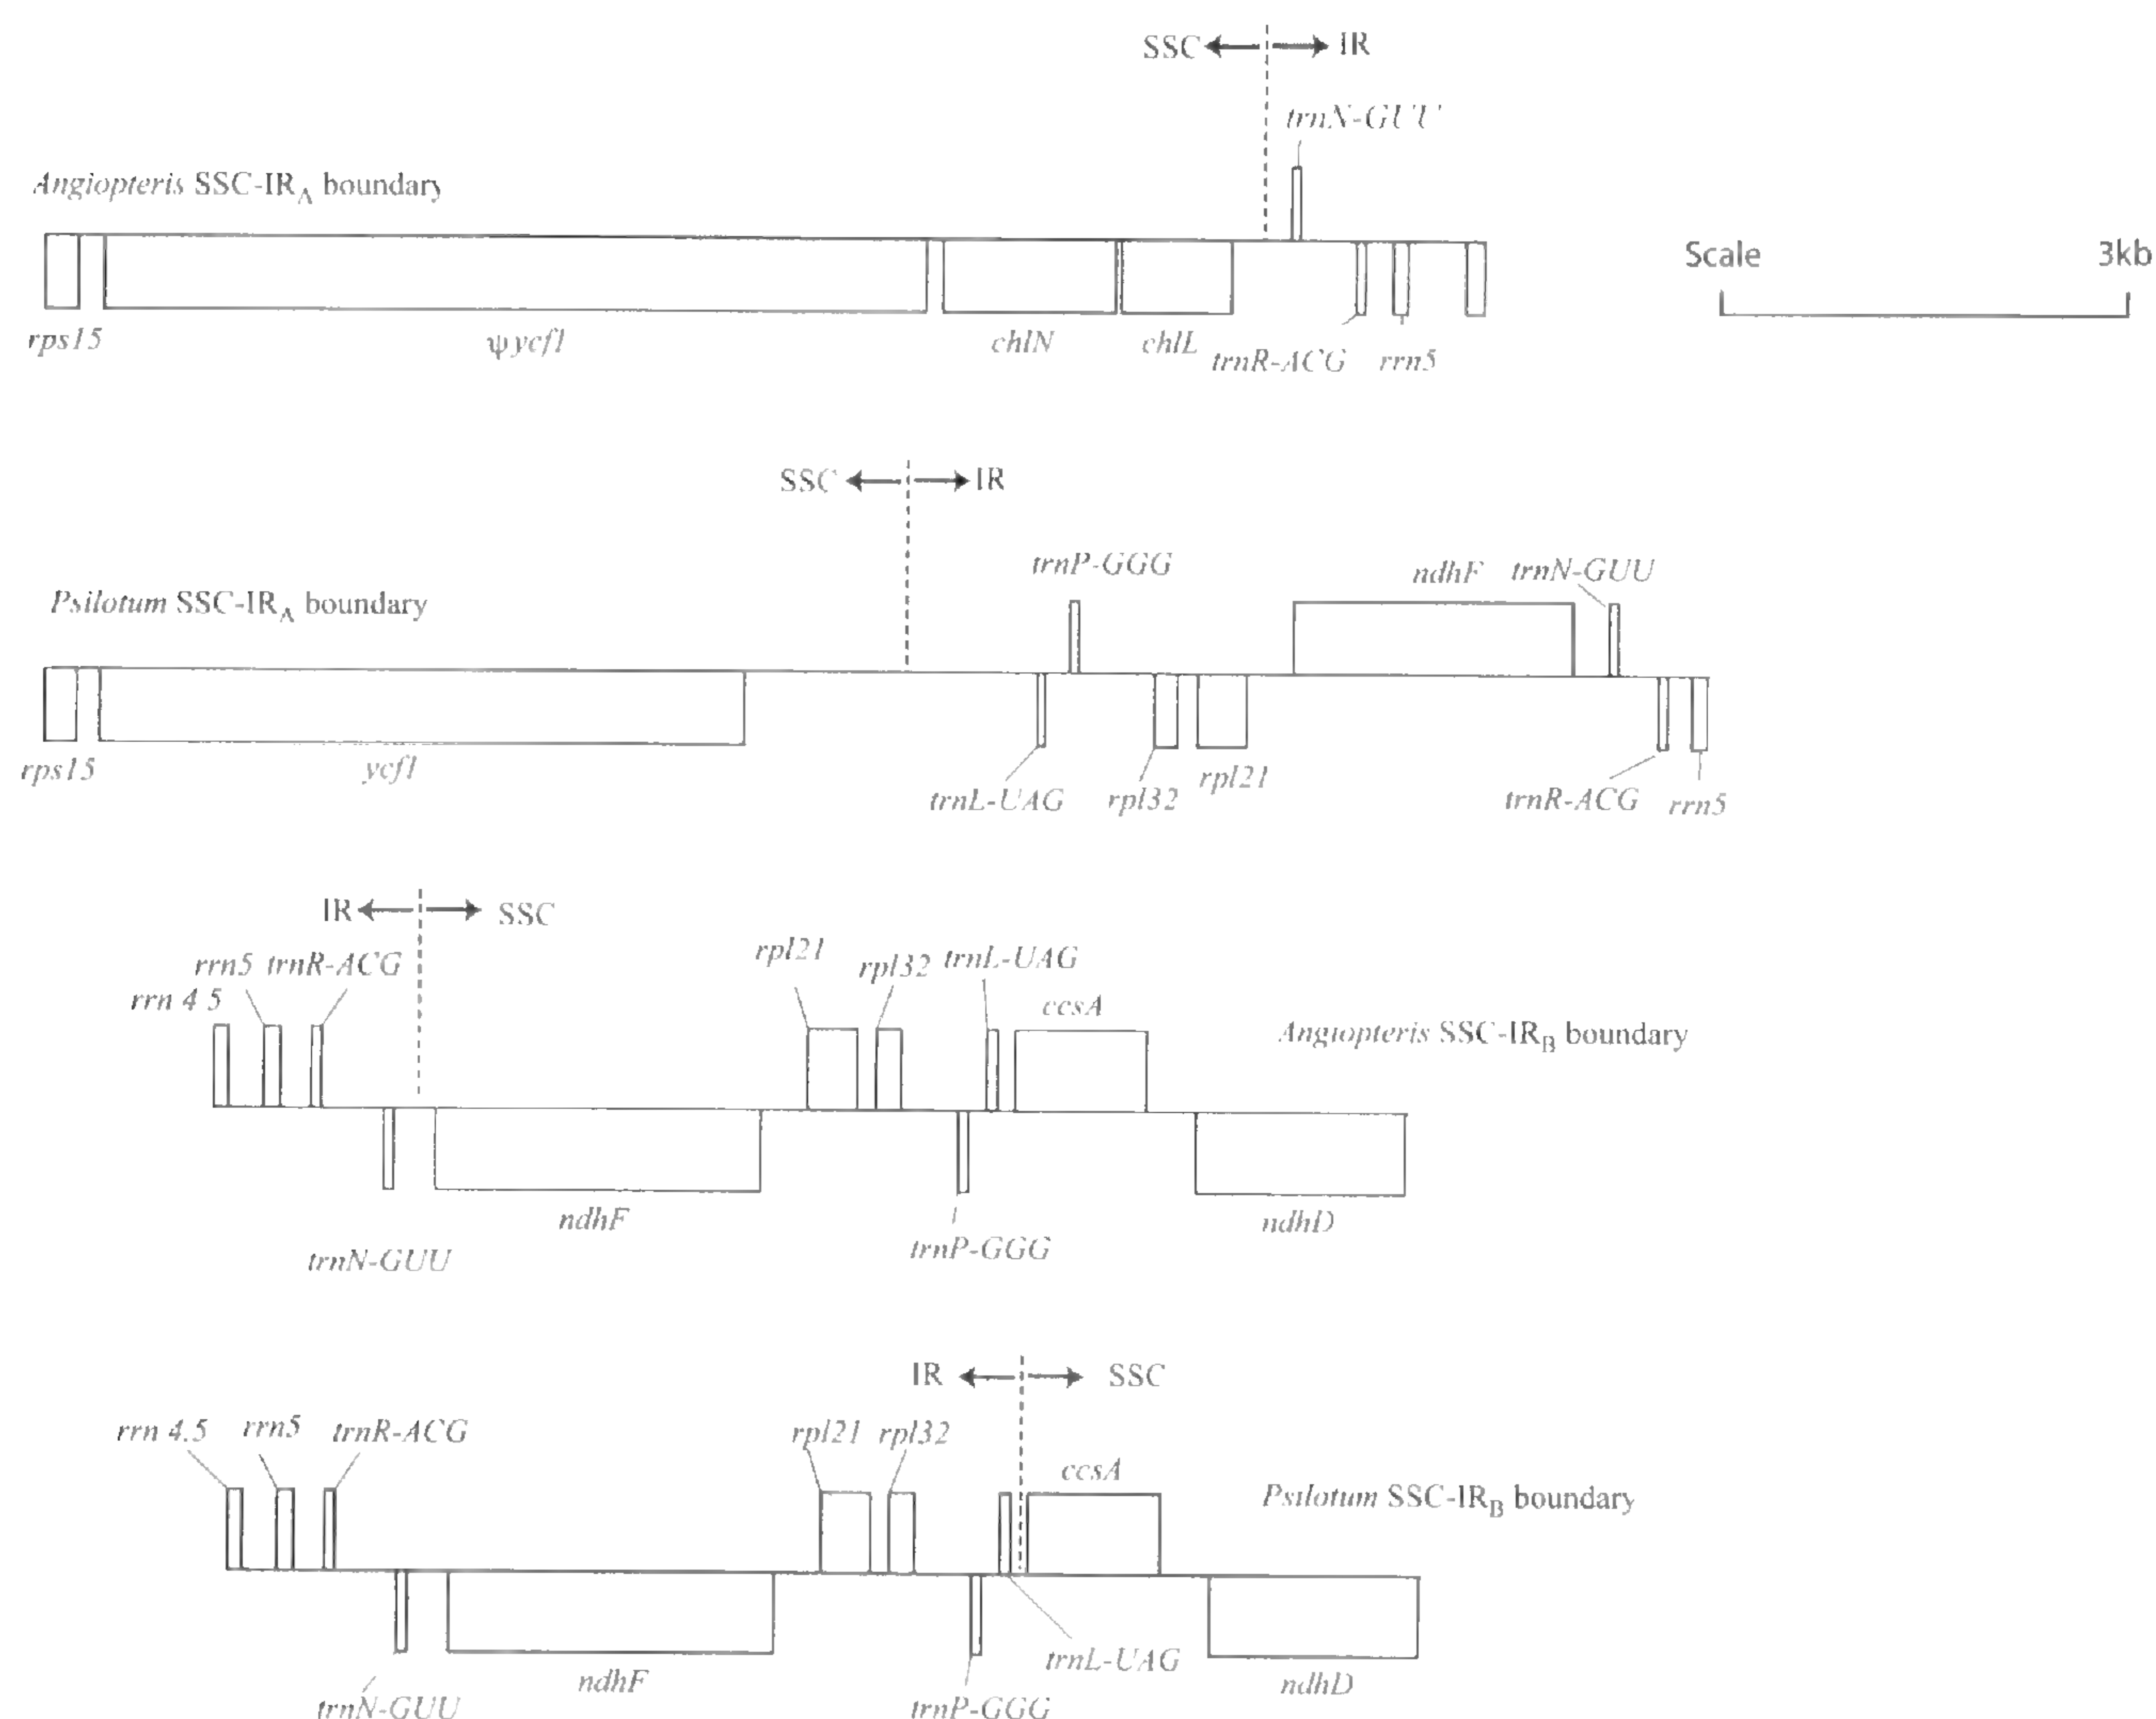 SSC IR
trnN-GUU
Angiopteris SSC-IRA boundary
Scale 3kb
rps15 ψycf1 chlN chlL trnR-ACG rrn5
SSC IR
trnP-GGG ndhF trnN-GUU
Psilotum SSC-IRA boundary
rps15 ycf1 trnL-UAG rpl32 rpl21 trnR-ACG rrn5
IR SSC
rrn 4 5 rrn5 trnR-ACG rpl21 rpl32 trnL-UAG ccsA
Angiopteris SSC-IRB boundary
trnN-GUU ndhF trnP-GGG ndhD
IR SSC
rrn 4.5 rrn5 trnR-ACG rpl21 rpl32 ccsA
Psilotum SSC-IRB boundary
trnN-GUU ndhF trnP-GGG trnL-UAG ndhD